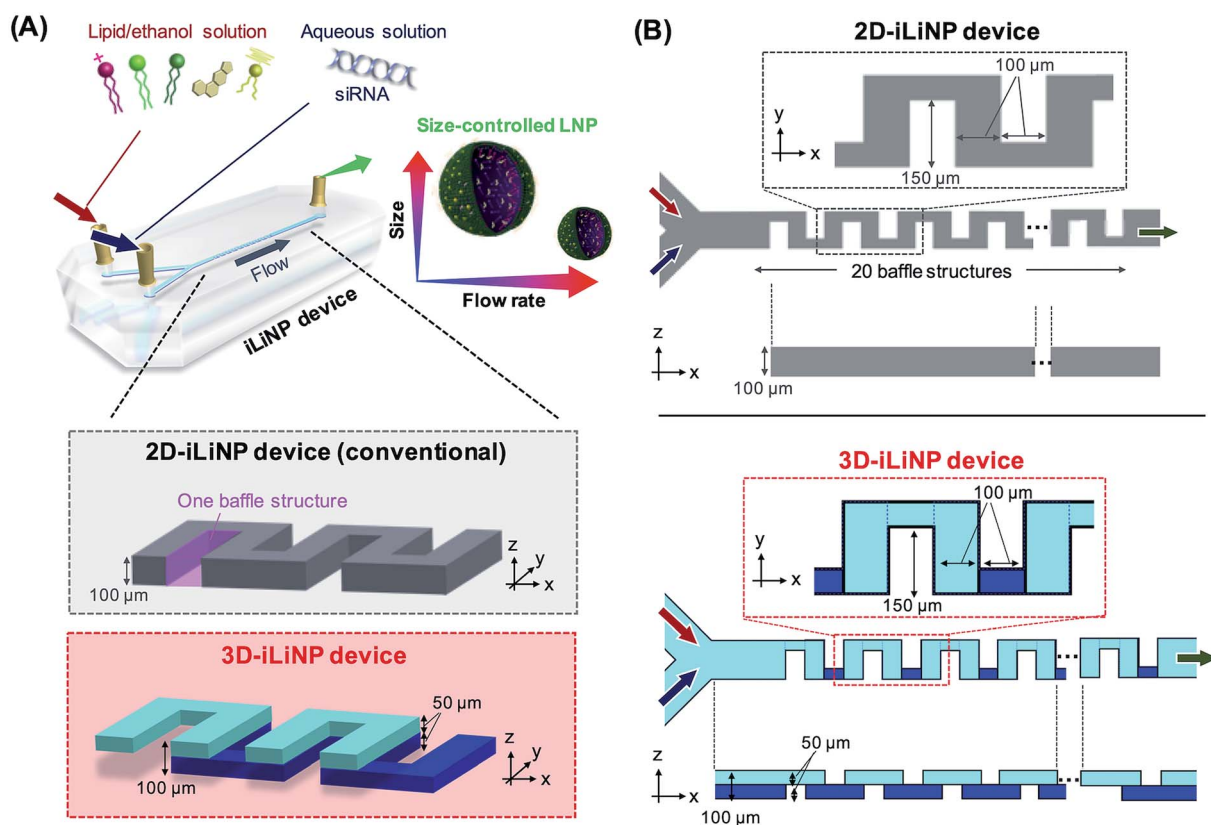 (A)
Lipid/ethanol solution
Aqueous solution
siRNA
Size-controlled LNP
Size
Flow rate
Flow
iLiNP device
2D-iLiNP device (conventional)
One baffle structure
100 μm
z
y
x
3D-iLiNP device
50 μm
100 μm
z
y
x
(B)
2D-iLiNP device
100 μm
y
x
150 μm
20 baffle structures
z
x
100 μm
3D-iLiNP device
100 μm
y
x
150 μm
50 μm
z
x
100 μm